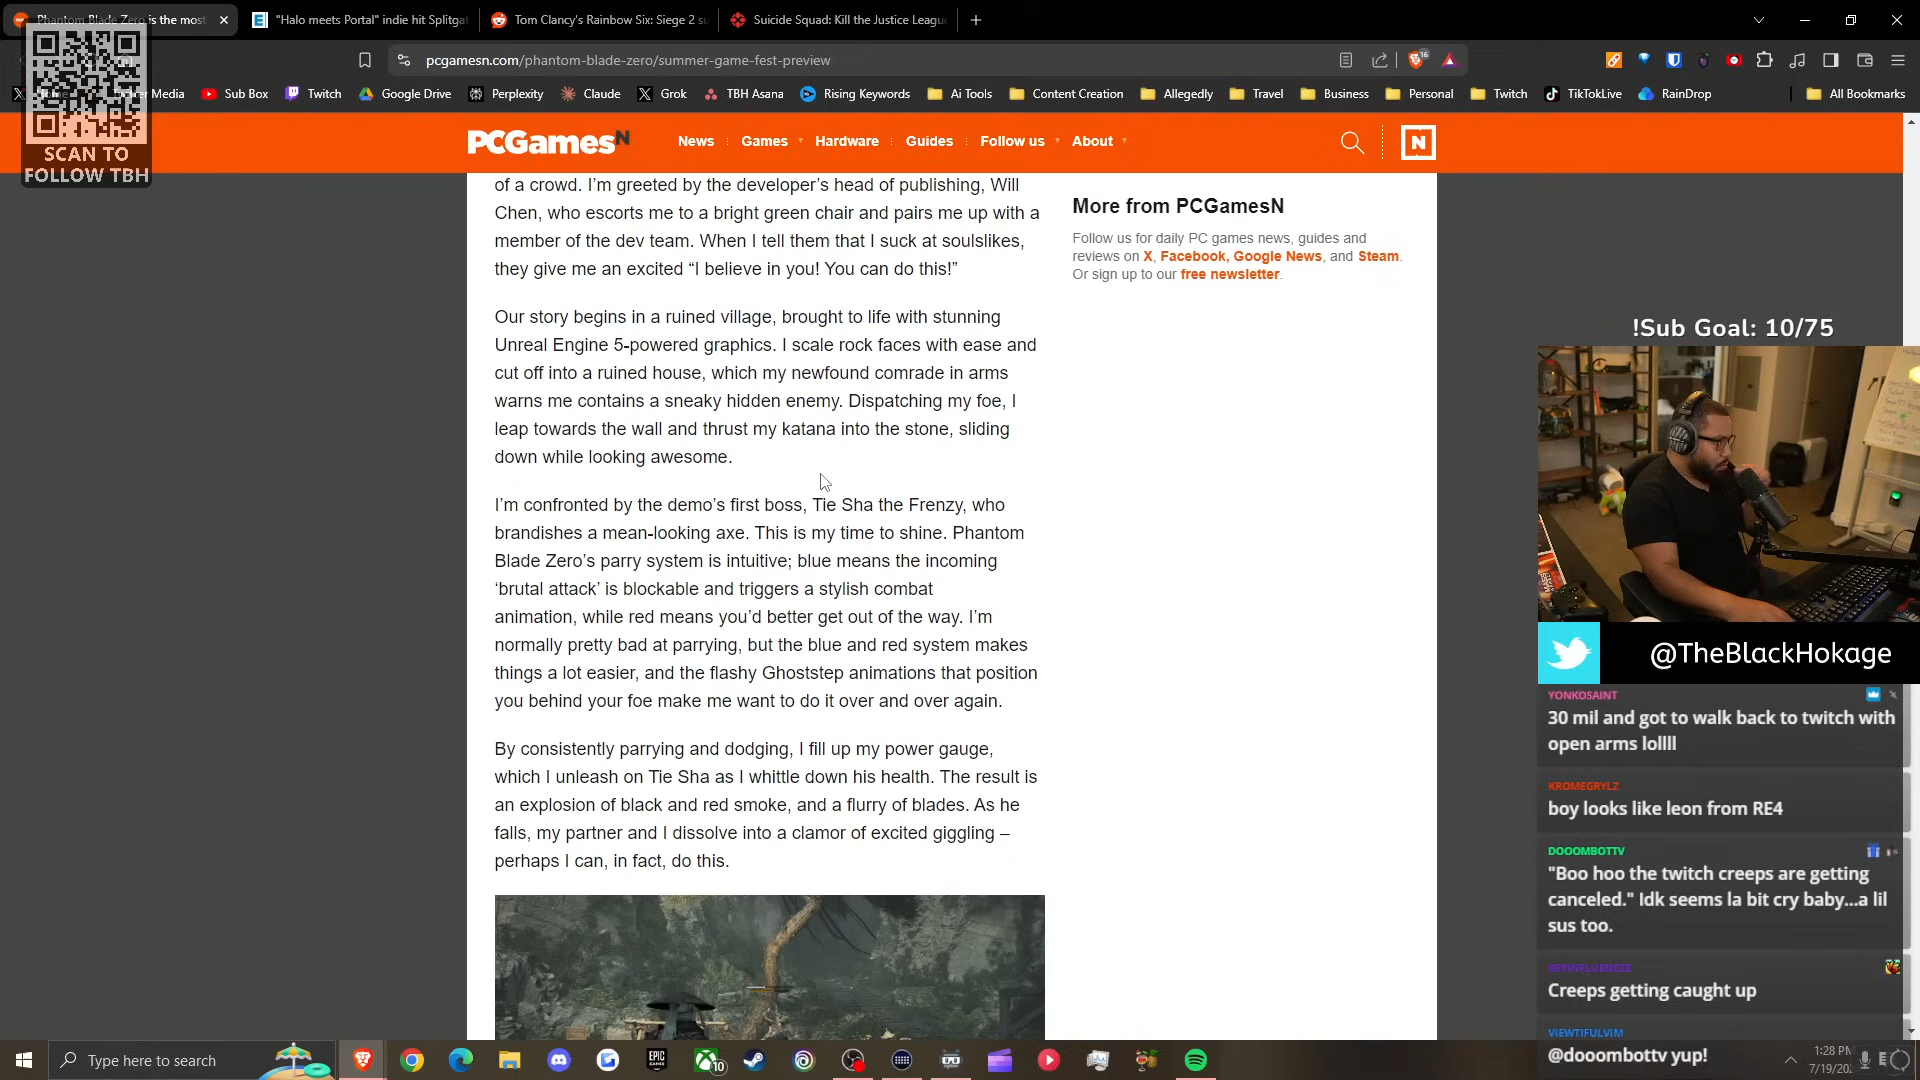 Phantom Blade Zero is the most
"Halo meets Portal" indie hit Splitgat
Tom Clancy's Rainbow Six: Siege 2 su
Suicide Squad: Kill the Justice Leagu
pcgamesn.com/phantom-blade-zero/summer-game-fest-preview
16
Media
Sub Box
Twitch
Google Drive
Perplexity
Claude
Grok
TBH Asana
Rising Keywords
Ai Tools
Content Creation
Allegedly
Travel
Business
Personal
Twitch
TikTokLive
RainDrop
All Bookmarks
SCAN TO
FOLLOW TBH
PCGamesN
News
Games
Hardware
Guides
Follow us
About
N
of a crowd. I'm greeted by the developer's head of publishing, Will
Chen, who escorts me to a bright green chair and pairs me up with a
member of the dev team. When I tell them that I suck at soulslikes,
they give me an excited “I believe in you! You can do this!”
Our story begins in a ruined village, brought to life with stunning
Unreal Engine 5-powered graphics. I scale rock faces with ease and
cut off into a ruined house, which my newfound comrade in arms
warns me contains a sneaky hidden enemy. Dispatching my foe, I
leap towards the wall and thrust my katana into the stone, sliding
down while looking awesome.
I'm confronted by the demo's first boss, Tie Sha the Frenzy, who
brandishes a mean-looking axe. This is my time to shine. Phantom
Blade Zero's parry system is intuitive; blue means the incoming
‘brutal attack’ is blockable and triggers a stylish combat
animation, while red means you'd better get out of the way. I'm
normally pretty bad at parrying, but the blue and red system makes
things a lot easier, and the flashy Ghoststep animations that position
you behind your foe make me want to do it over and over again.
By consistently parrying and dodging, I fill up my power gauge,
which I unleash on Tie Sha as I whittle down his health. The result is
an explosion of black and red smoke, and a flurry of blades. As he
falls, my partner and I dissolve into a clamor of excited giggling –
perhaps I can, in fact, do this.
More from PCGamesN
Follow us for daily PC games news, guides and
reviews on X, Facebook, Google News, and Steam.
Or sign up to our free newsletter.
!Sub Goal: 10/75
@TheBlackHokage
YONKOSAINT
30 mil and got to walk back to twitch with
open arms lollll
KROMEGRYLZ
boy looks like leon from RE4
DOOOMBOTTV
"Boo hoo the twitch creeps are getting
canceled." Idk seems la bit cry baby...a lil
sus too.
Creeps getting caught up
VIEWTIFULVIM
@dooombottv yup!
Type here to search
EPIC
GAMES
10
1:28 PM
7/19/202